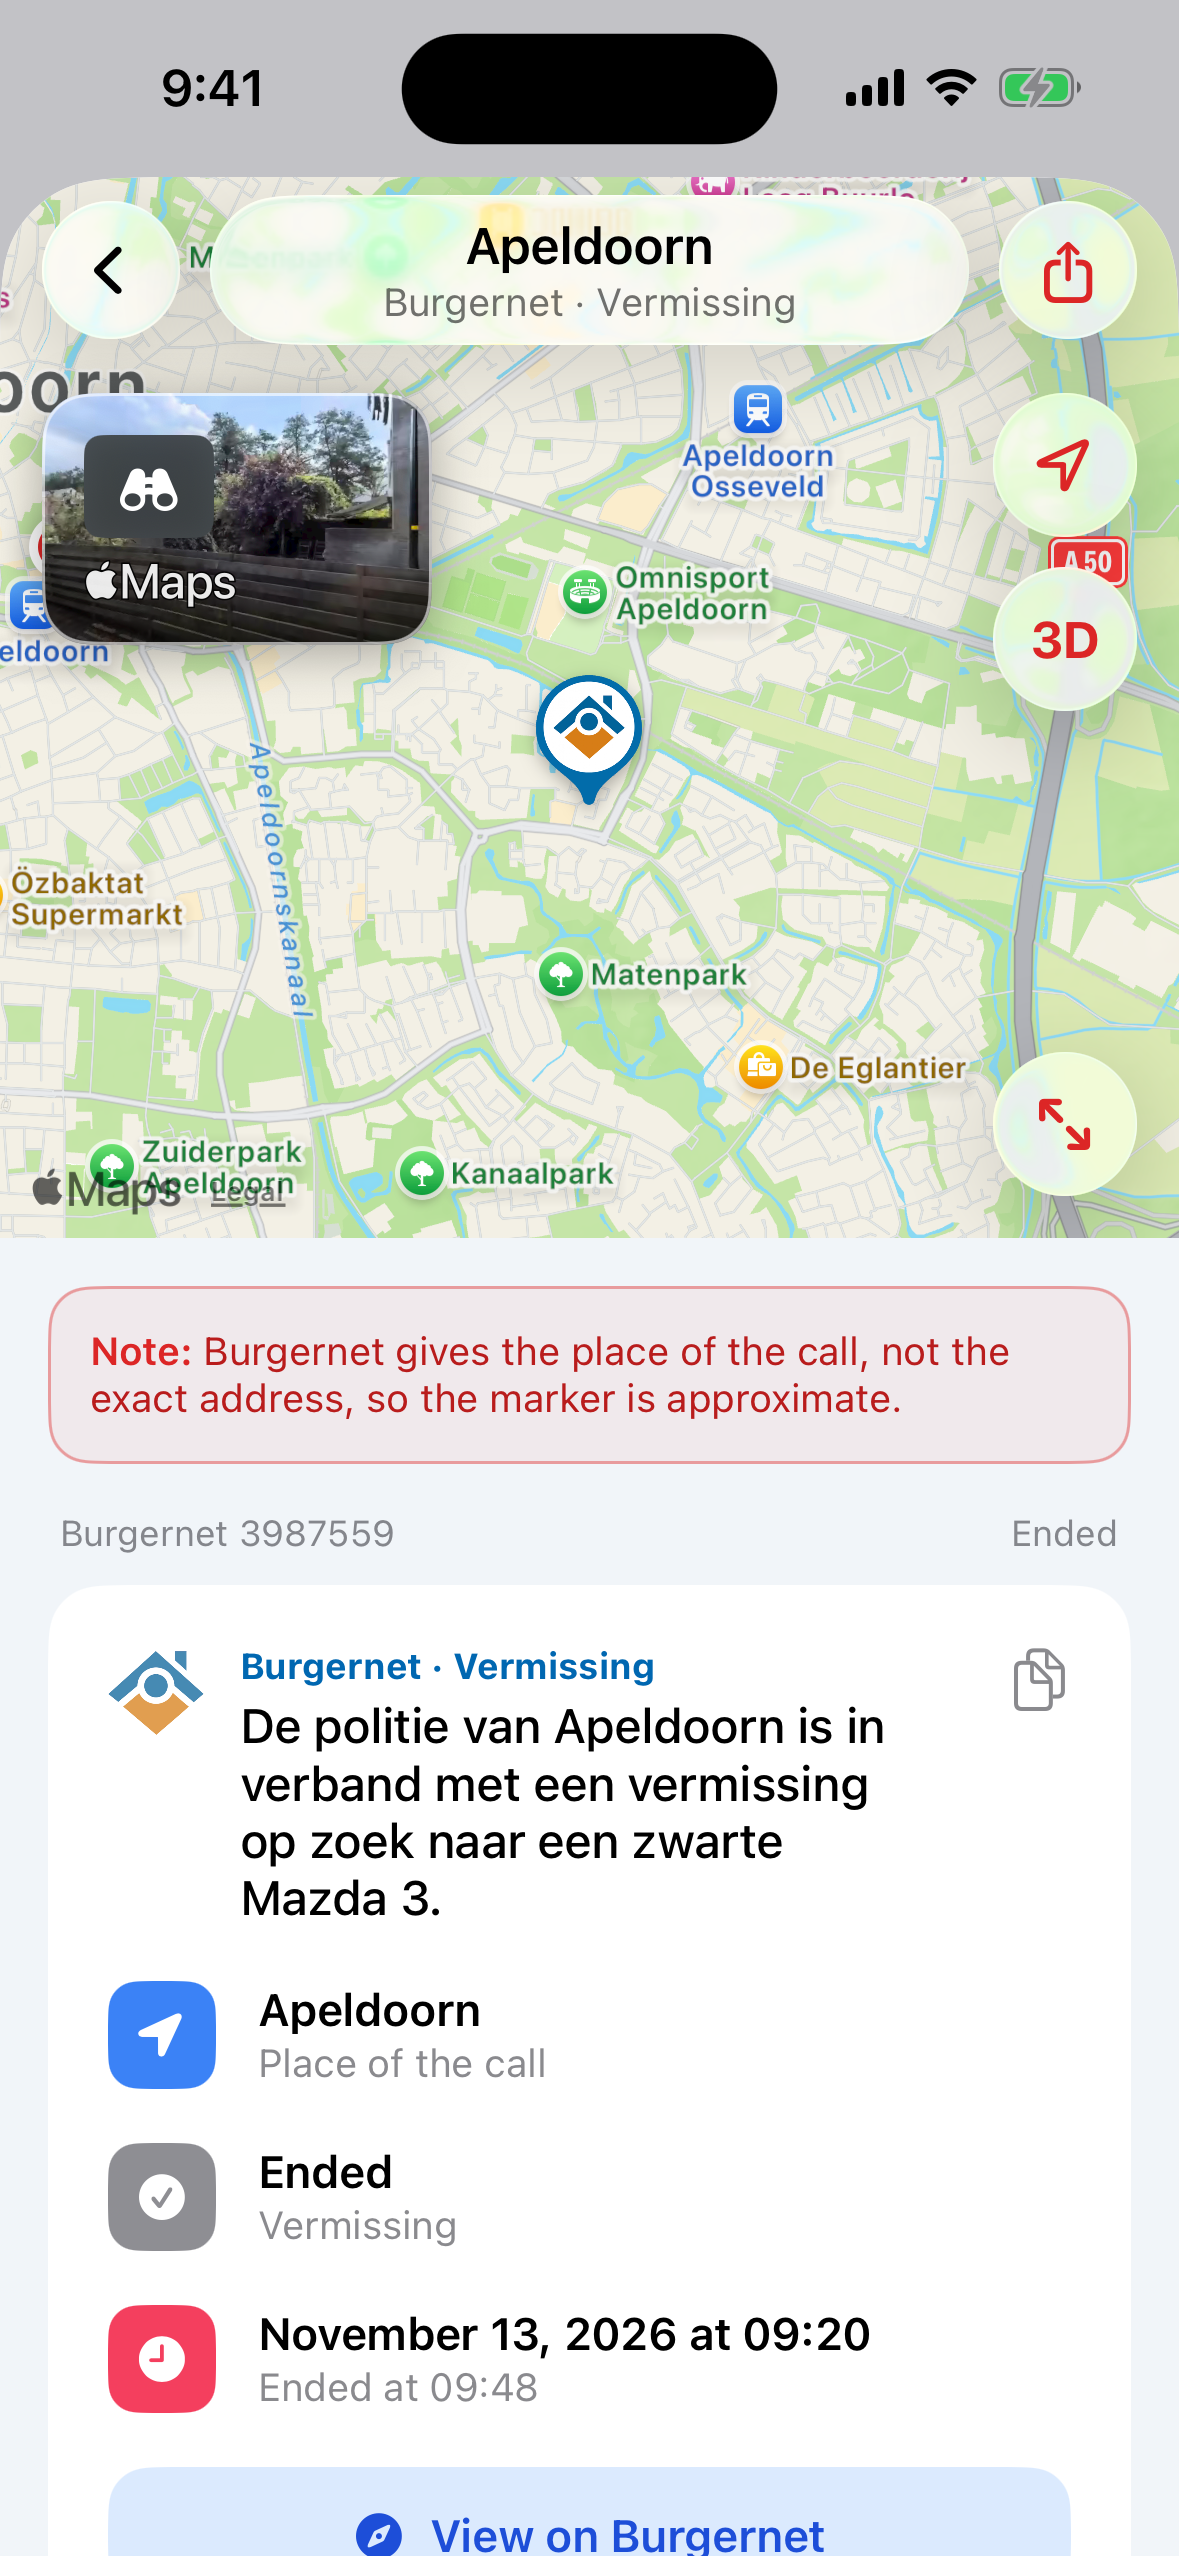 9:41
Apeldoorn
Burgernet · Vermissing
oorn
Maps
Apeldoorn
Osseveld
A50
Omnisport
Apeldoorn
3D
eldoorn
Apeldoornskanaal
Özbaktat
Supermarkt
Matenpark
De Eglantier
Zuiderpark
Apeldoorn
Kanaalpark
Maps Legal
Note: Burgernet gives the place of the call, not the
exact address, so the marker is approximate.
Burgernet 3987559
Ended
Burgernet · Vermissing
De politie van Apeldoorn is in
verband met een vermissing
op zoek naar een zwarte
Mazda 3.
Apeldoorn
Place of the call
Ended
Vermissing
November 13, 2026 at 09:20
Ended at 09:48
View on Burgernet